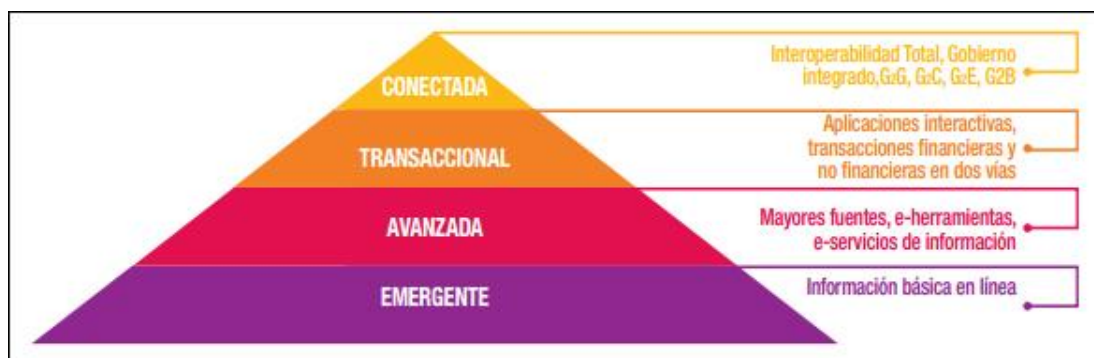 CONECTADA
Interoperabilidad Total, Gobierno
integrado,G2G, G2C, G2E, G2B
TRANSACCIONAL
Aplicaciones interactivas,
transacciones financieras y
no financieras en dos vías
AVANZADA
Mayores fuentes, e-herramientas,
e-servicios de información
EMERGENTE
Información básica en línea